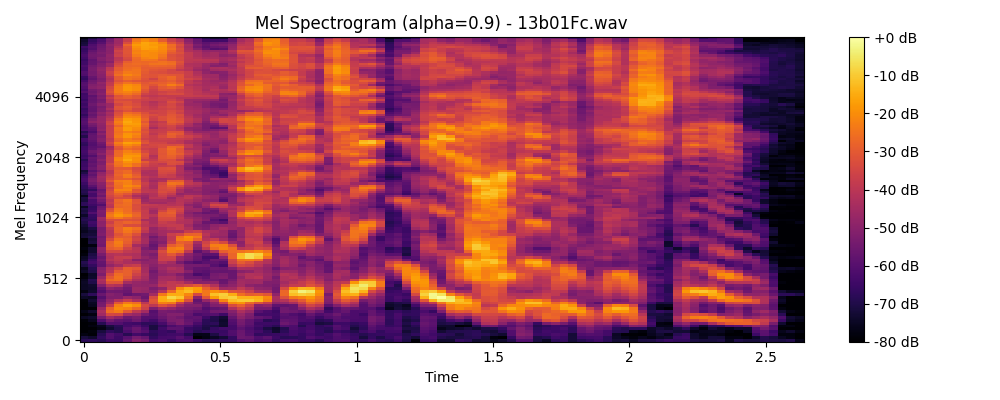 Mel Spectrogram (alpha=0.9) - 13b01Fc.wav
Mel Frequency
4096
2048
1024
512
0
0
0.5
1
1.5
2
2.5
Time
+0 dB
-10 dB
-20 dB
-30 dB
-40 dB
-50 dB
-60 dB
-70 dB
-80 dB